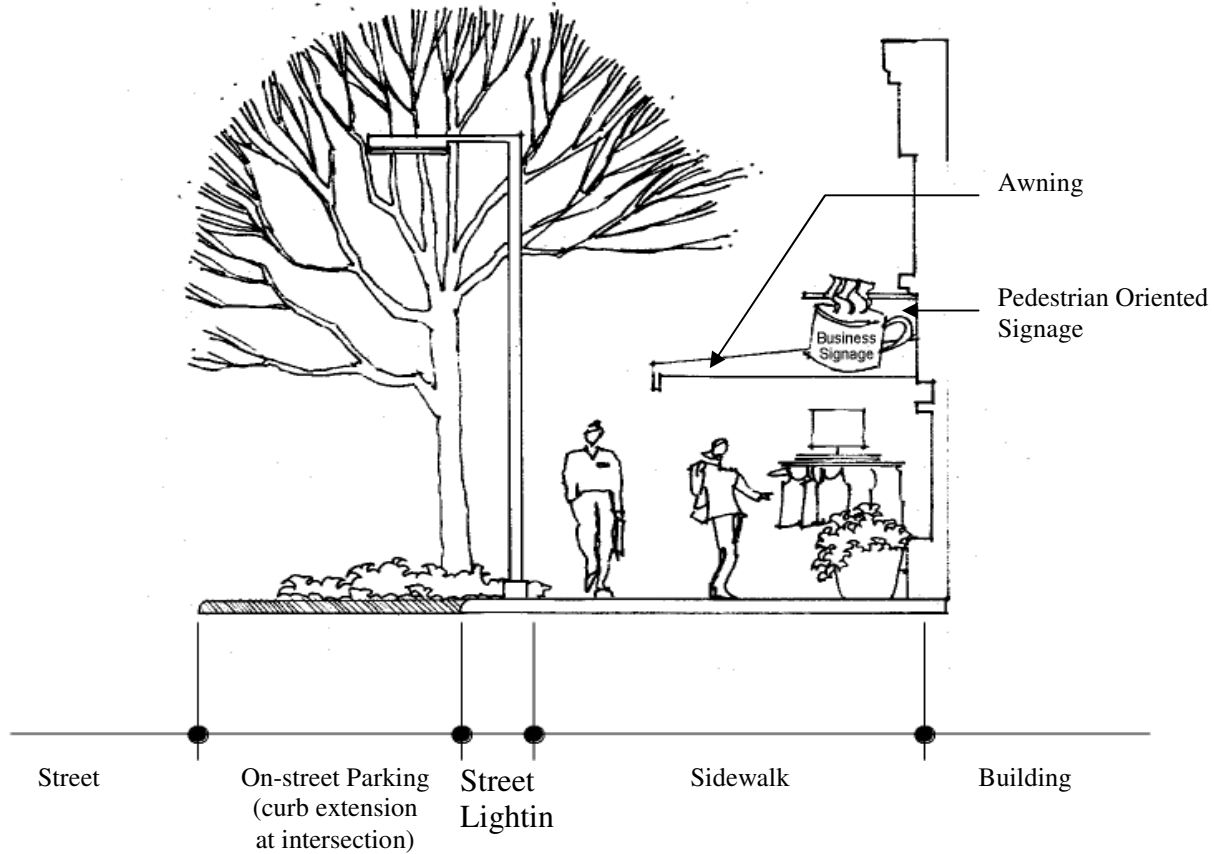 Awning
Pedestrian Oriented
Signage
Business
Signage
Street
On-street Parking
(curb extension
at intersection)
Street
Lightin
Sidewalk
Building